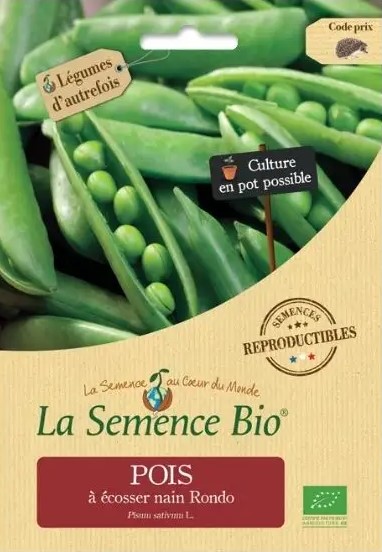 Code prix
Légumes
d'autrefois
Culture
en pot possible
SEMENCES
REPRODUCTIBLES
La Semence au Cœur du Monde
La Semence Bio®
POIS
à écosser nain Rondo
Pisum sativum L.